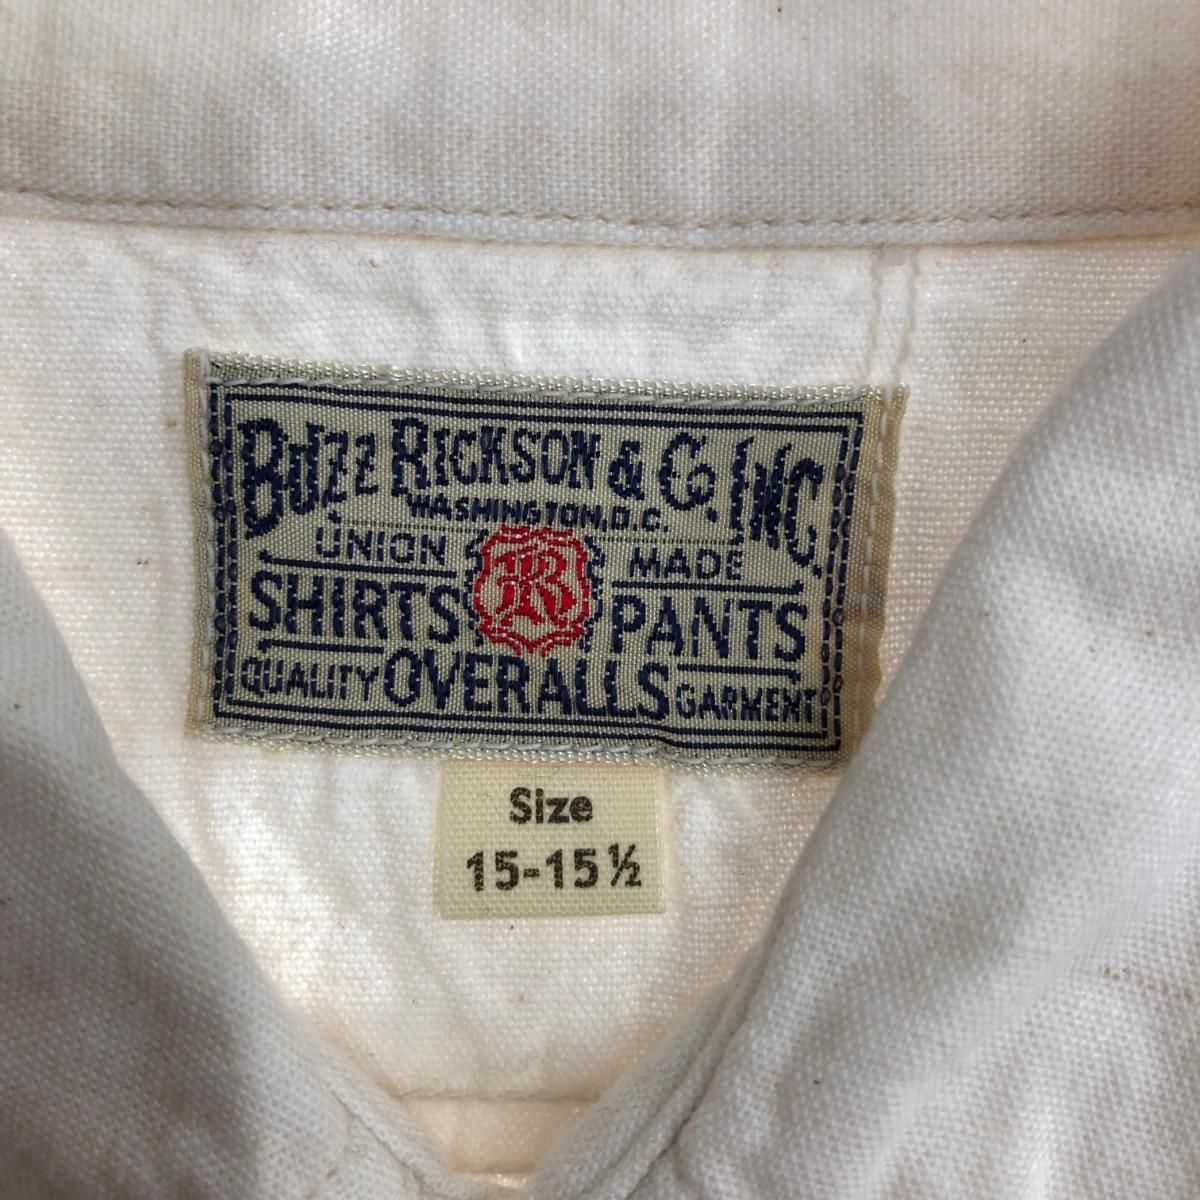 BUZZ RICKSON & CO. INC.
WASHINGTON, D.C.
UNION R MADE
SHIRTS PANTS
QUALITY OVERALLS GARMENT
Size
15-15½